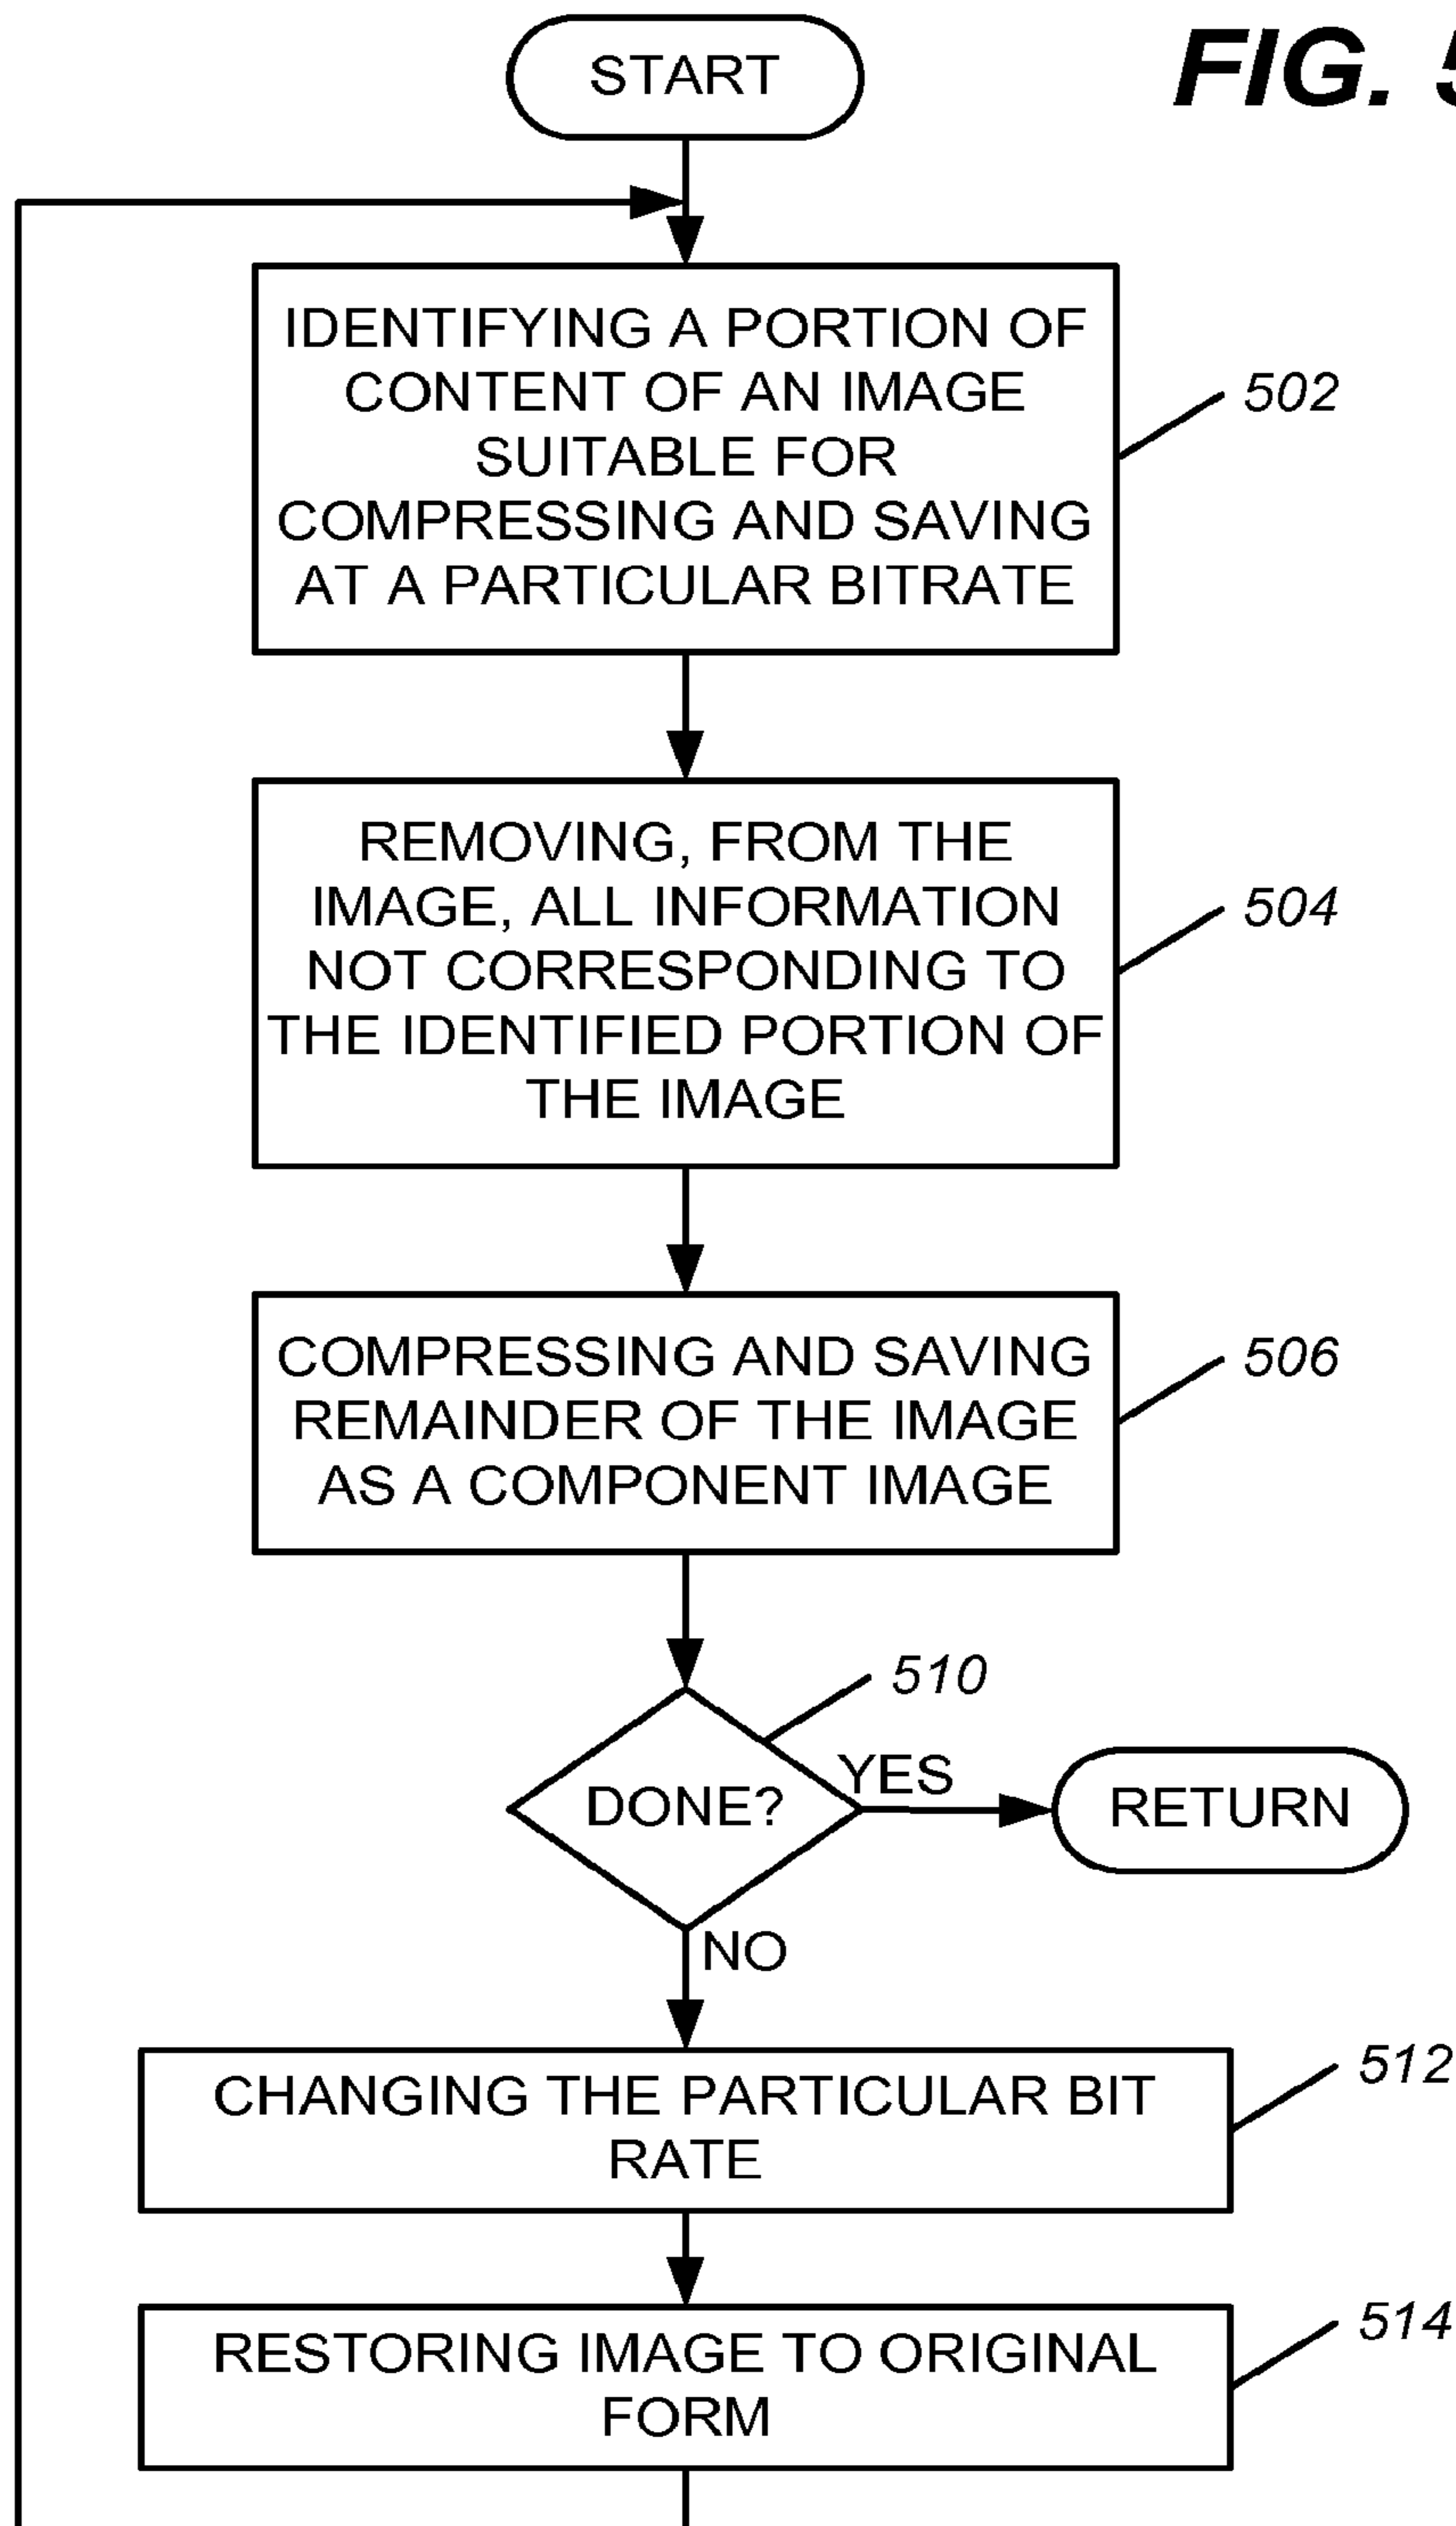 START
FIG. 5
IDENTIFYING A PORTION OF
CONTENT OF AN IMAGE
SUITABLE FOR
COMPRESSING AND SAVING
AT A PARTICULAR BITRATE
502
REMOVING, FROM THE
IMAGE, ALL INFORMATION
NOT CORRESPONDING TO
THE IDENTIFIED PORTION OF
THE IMAGE
504
COMPRESSING AND SAVING
REMAINDER OF THE IMAGE
AS A COMPONENT IMAGE
506
510
DONE?
YES
RETURN
NO
CHANGING THE PARTICULAR BIT
RATE
512
RESTORING IMAGE TO ORIGINAL
FORM
514